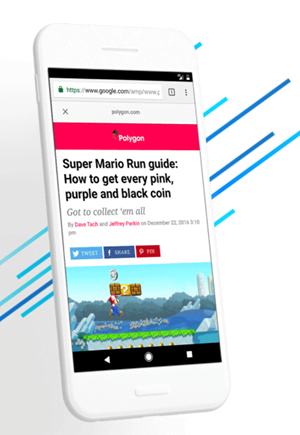 https://www.google.com/amp/www.p
1
polygon.com
Polygon
Super Mario Run guide:
How to get every pink,
purple and black coin
Got to collect 'em all
By Dave Tach and Jeffrey Parkin on December 22, 2016 3:10
pm
TWEET
SHARE
PIN